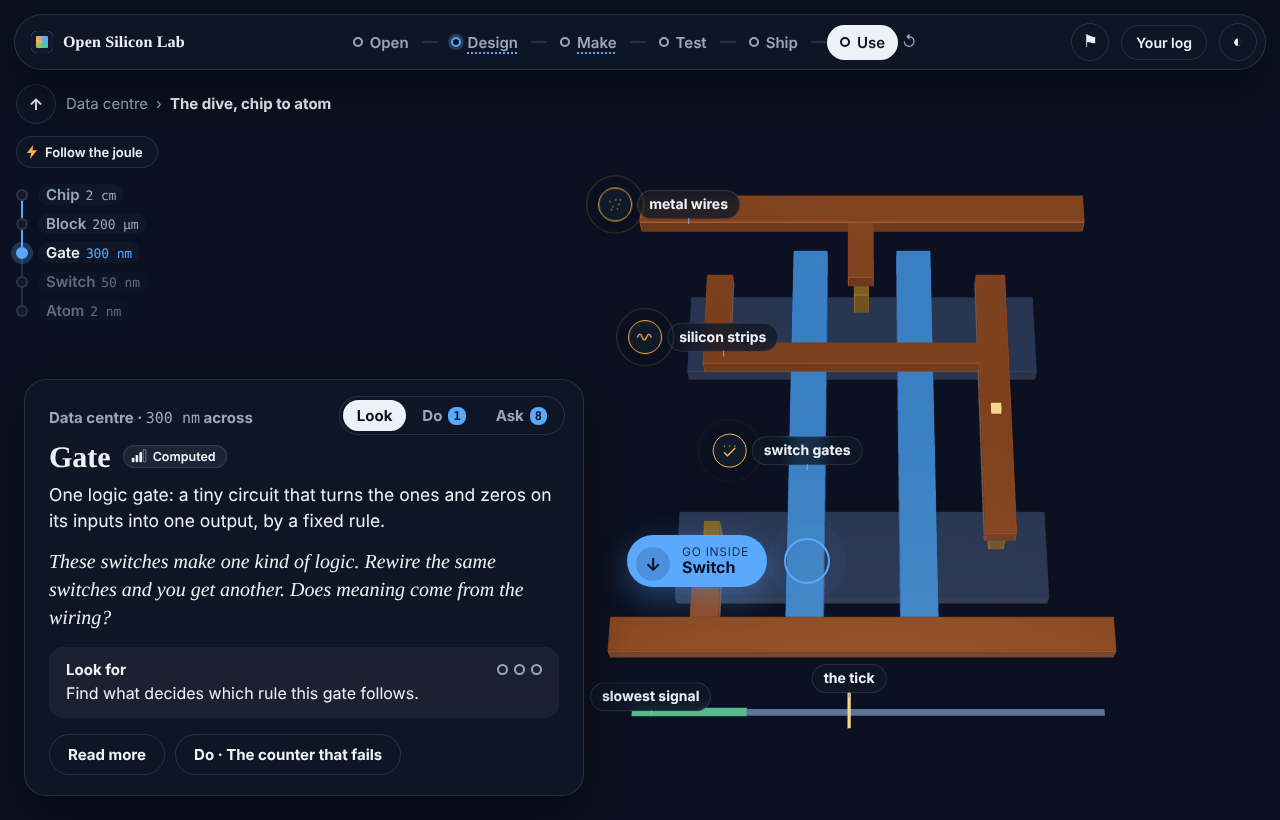 Open Silicon Lab
Open
Design
Make
Test
Ship
Use
Your log
Data centre › The dive, chip to atom
Follow the joule
Chip 2 cm
Block 200 µm
Gate 300 nm
Switch 50 nm
Atom 2 nm
Data centre · 300 nm across
Look
Do 1
Ask 8
Gate
Computed
One logic gate: a tiny circuit that turns the ones and zeros on
its inputs into one output, by a fixed rule.
These switches make one kind of logic. Rewire the same
switches and you get another. Does meaning come from the
wiring?
Look for
Find what decides which rule this gate follows.
Read more
Do · The counter that fails
metal wires
silicon strips
switch gates
GO INSIDE
Switch
the tick
slowest signal